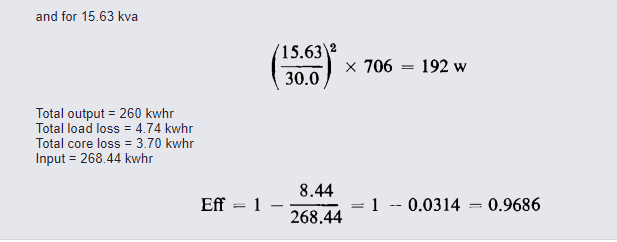 and for 15.63 kva
(15.63/30.0)² × 706 = 192 w
Total output = 260 kwhr
Total load loss = 4.74 kwhr
Total core loss = 3.70 kwhr
Input = 268.44 kwhr
Eff = 1 − 8.44/268.44 = 1 -- 0.0314 = 0.9686